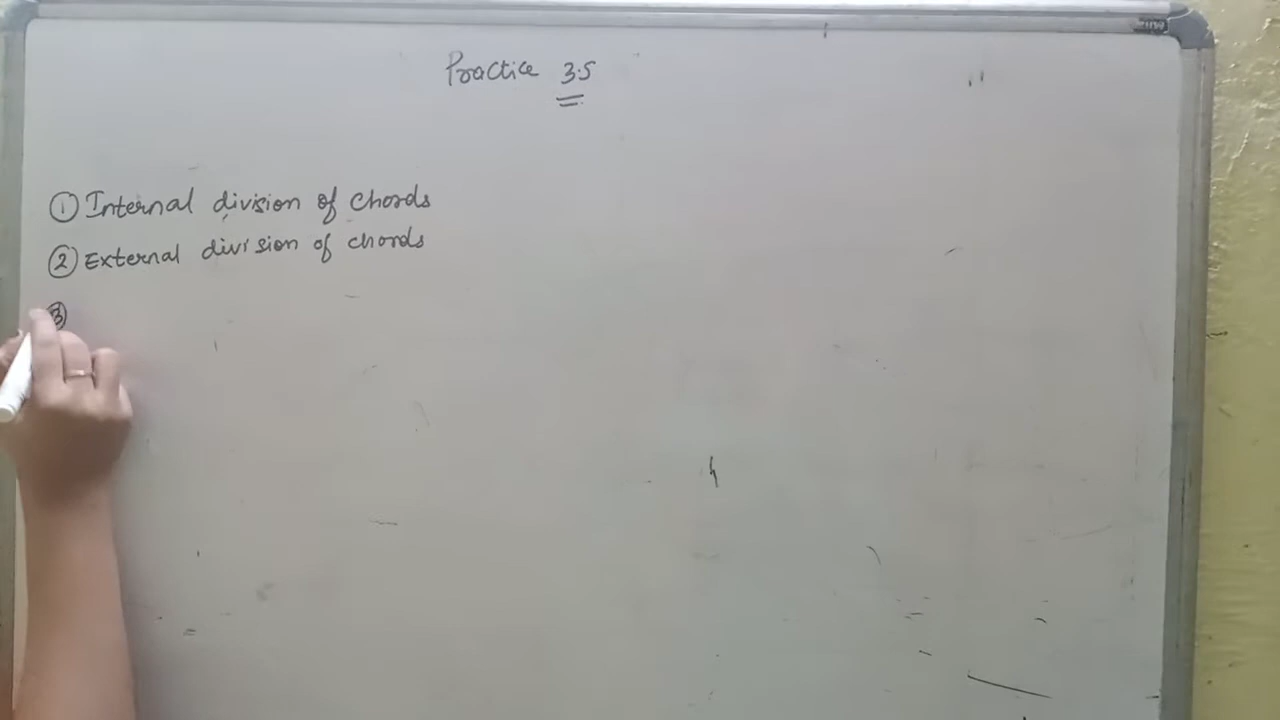 Practice 3.5
① Internal division of chords
② External division of chords
③